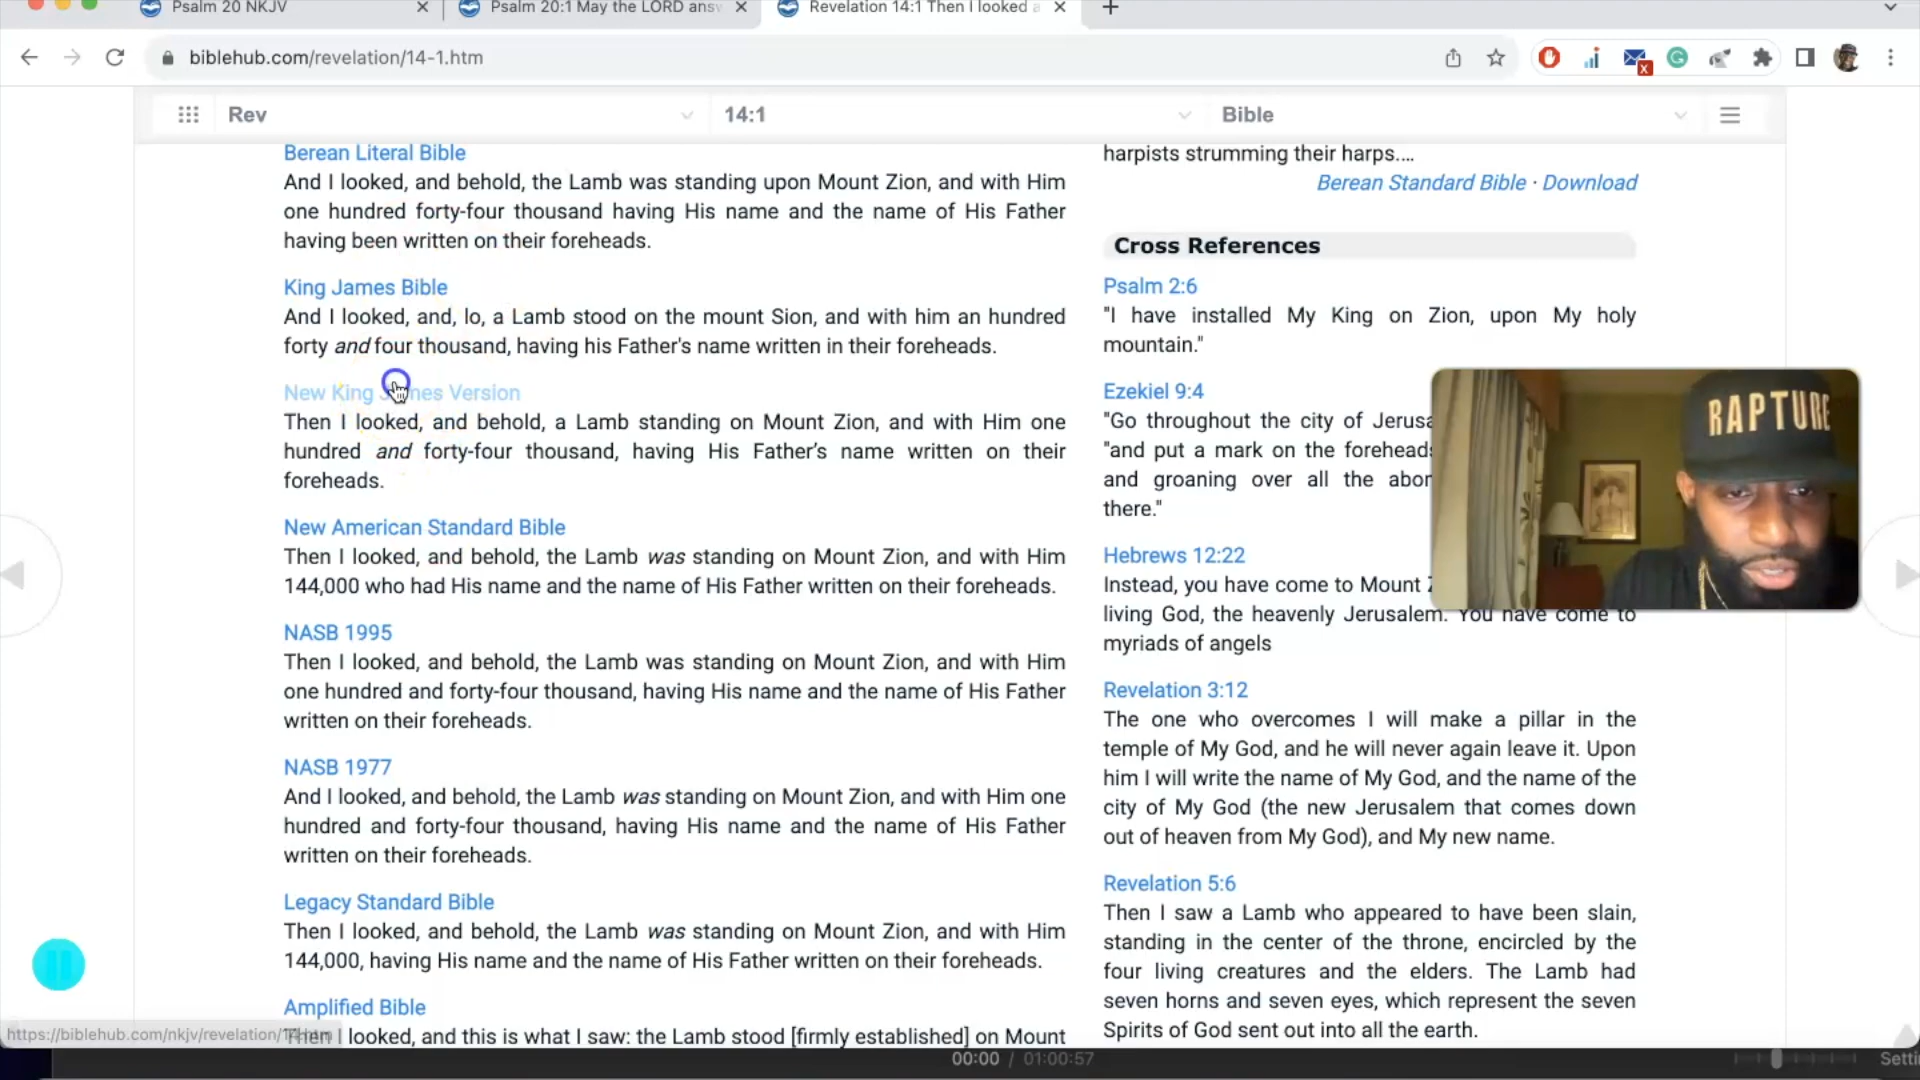 Psalm 20 NKJV
Psalm 20:1 May the LORD ans
Revelation 14:1 Then I looked a
biblehub.com/revelation/14-1.htm
Rev
14:1
Bible
Berean Literal Bible
And I looked, and behold, the Lamb was standing upon Mount Zion, and with Him
one hundred forty-four thousand having His name and the name of His Father
having been written on their foreheads.
King James Bible
And I looked, and, lo, a Lamb stood on the mount Sion, and with him an hundred
forty and four thousand, having his Father's name written in their foreheads.
New King James Version
Then I looked, and behold, a Lamb standing on Mount Zion, and with Him one
hundred and forty-four thousand, having His Father’s name written on their
foreheads.
New American Standard Bible
Then I looked, and behold, the Lamb was standing on Mount Zion, and with Him
144,000 who had His name and the name of His Father written on their foreheads.
NASB 1995
Then I looked, and behold, the Lamb was standing on Mount Zion, and with Him
one hundred and forty-four thousand, having His name and the name of His Father
written on their foreheads.
NASB 1977
And I looked, and behold, the Lamb was standing on Mount Zion, and with Him one
hundred and forty-four thousand, having His name and the name of His Father
written on their foreheads.
Legacy Standard Bible
Then I looked, and behold, the Lamb was standing on Mount Zion, and with Him
144,000, having His name and the name of His Father written on their foreheads.
Amplified Bible
Then I looked, and this is what I saw: the Lamb stood [firmly established] on Mount
harpists strumming their harps.…
Berean Standard Bible · Download
Cross References
Psalm 2:6
"I have installed My King on Zion, upon My holy
mountain."
Ezekiel 9:4
"Go throughout the city of Jerusa
"and put a mark on the foreheads
and groaning over all the abor
there."
Hebrews 12:22
Instead, you have come to Mount Z
living God, the heavenly Jerusalem. You have come to
myriads of angels
Revelation 3:12
The one who overcomes I will make a pillar in the
temple of My God, and he will never again leave it. Upon
him I will write the name of My God, and the name of the
city of My God (the new Jerusalem that comes down
out of heaven from My God), and My new name.
Revelation 5:6
Then I saw a Lamb who appeared to have been slain,
standing in the center of the throne, encircled by the
four living creatures and the elders. The Lamb had
seven horns and seven eyes, which represent the seven
Spirits of God sent out into all the earth.
RAPTURE
https://biblehub.com/nkjv/revelation/14.htm
00:00 / 01:00:57
Setti